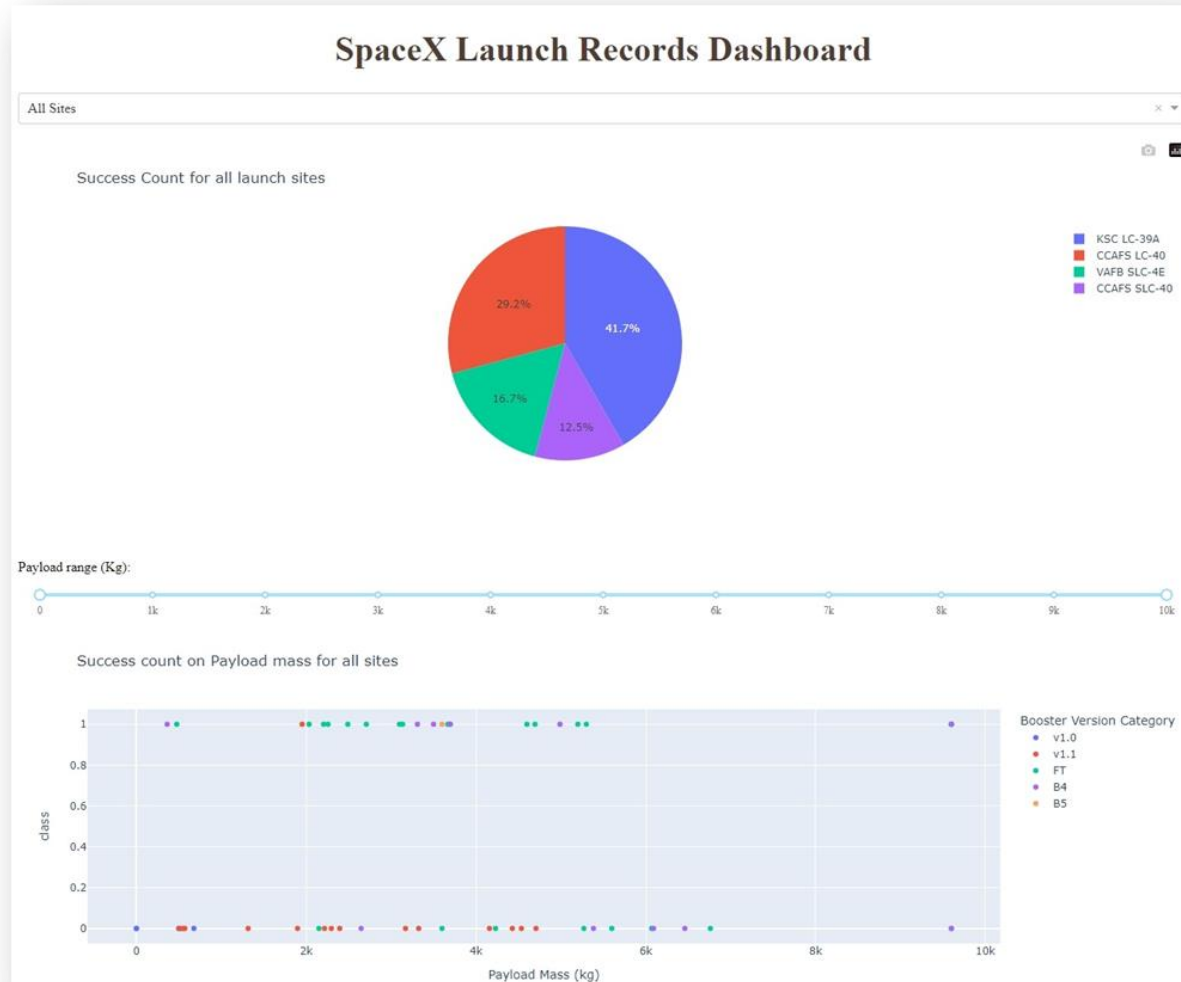 SpaceX Launch Records Dashboard
All Sites
Success Count for all launch sites
KSC LC-39A
CCAFS LC-40
VAFB SLC-4E
CCAFS SLC-40
29.2%
41.7%
16.7%
12.5%
Payload range (Kg):
0 1k 2k 3k 4k 5k 6k 7k 8k 9k 10k
Success count on Payload mass for all sites
Booster Version Category
v1.0
v1.1
FT
B4
B5
1
0.8
0.6
0.4
0.2
0
class
0 2k 4k 6k 8k 10k
Payload Mass (kg)